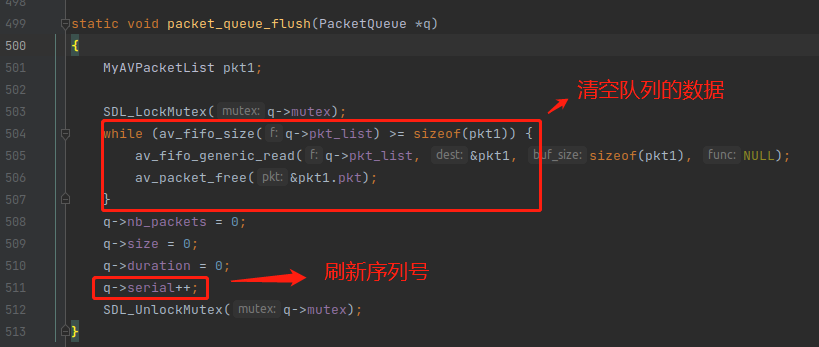 498
499 static void packet_queue_flush(PacketQueue *q)
500 {
501 MyAVPacketList pkt1;
502
503 SDL_LockMutex( mutex: q->mutex);
504 while (av_fifo_size( f: q->pkt_list) >= sizeof(pkt1)) {
505 av_fifo_generic_read( f: q->pkt_list, dest: &pkt1, buf_size: sizeof(pkt1), func: NULL);
506 av_packet_free( pkt: &pkt1.pkt);
507 }
508 q->nb_packets = 0;
509 q->size = 0;
510 q->duration = 0;
511 q->serial++;
512 SDL_UnlockMutex( mutex: q->mutex);
513 }
清空队列的数据
刷新序列号